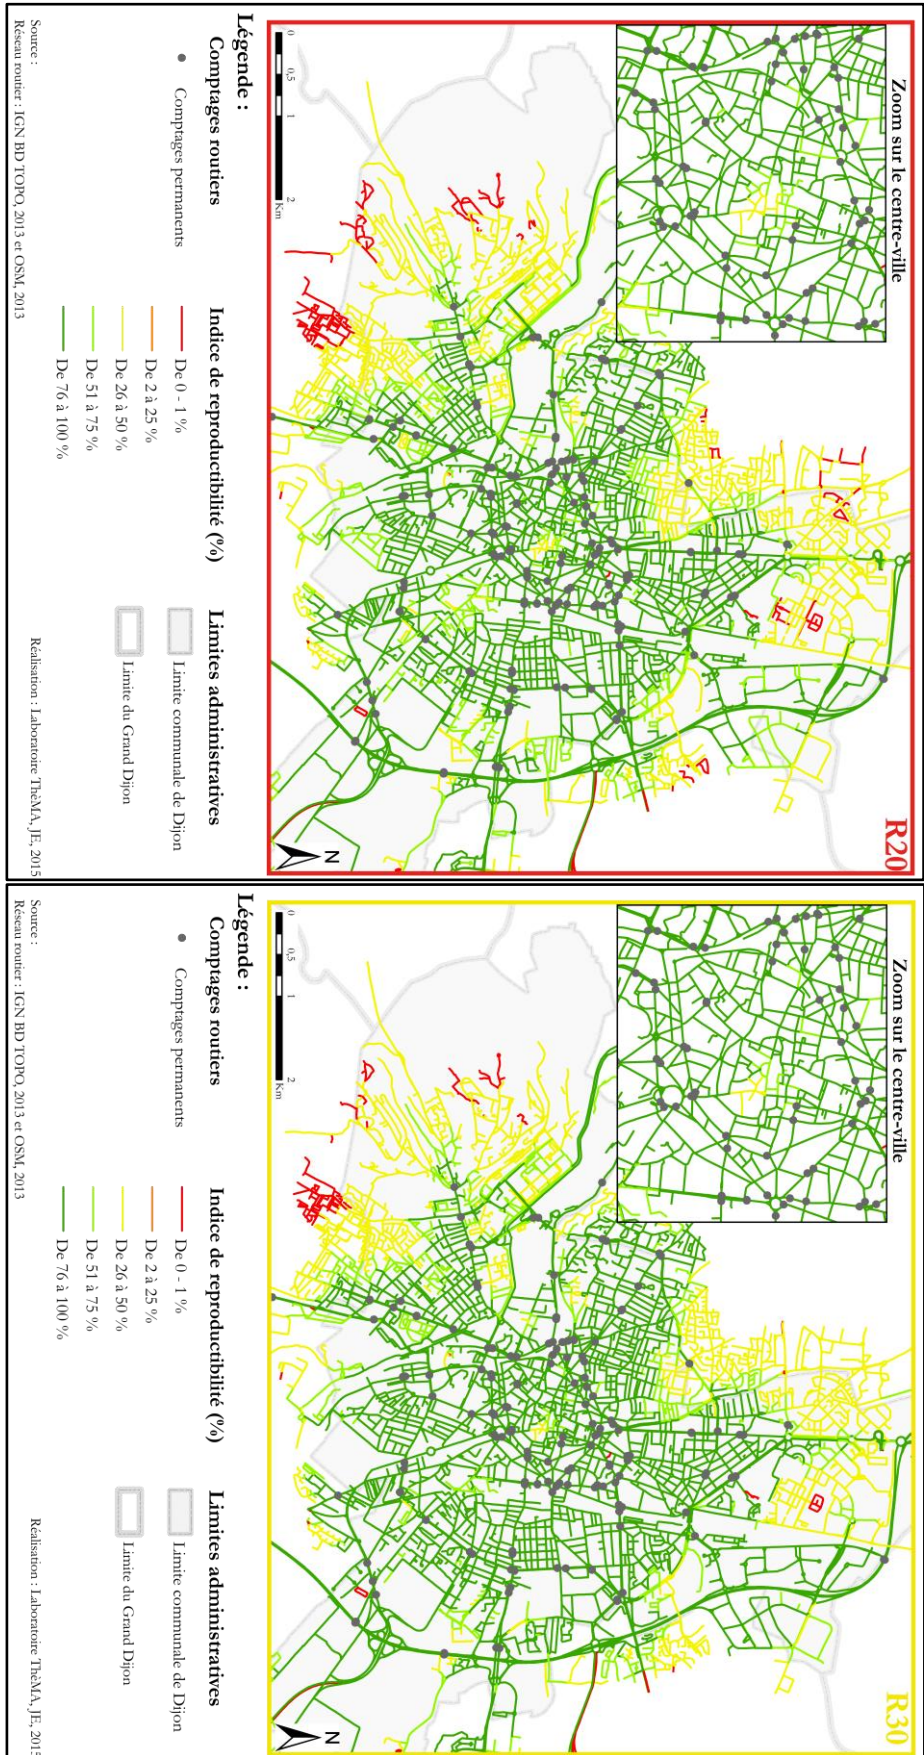 R20
Zoom sur le centre-ville
N
0
0,5
1
2
Km
Légende :
Comptages routiers
Comptages permanents
Indice de reproductibilité (%)
De 0 - 1 %
De 2 à 25 %
De 26 à 50 %
De 51 à 75 %
De 76 à 100 %
Limites administratives
Limite communale de Dijon
Limite du Grand Dijon
Source :
Réseau routier : IGN BD TOPO, 2013 et OSM, 2013
Réalisation : Laboratoire ThéMA, JE, 2015
R30
Zoom sur le centre-ville
N
0
0,5
1
2
Km
Légende :
Comptages routiers
Comptages permanents
Indice de reproductibilité (%)
De 0 - 1 %
De 2 à 25 %
De 26 à 50 %
De 51 à 75 %
De 76 à 100 %
Limites administratives
Limite communale de Dijon
Limite du Grand Dijon
Source :
Réseau routier : IGN BD TOPO, 2013 et OSM, 2013
Réalisation : Laboratoire ThéMA, JE, 2015